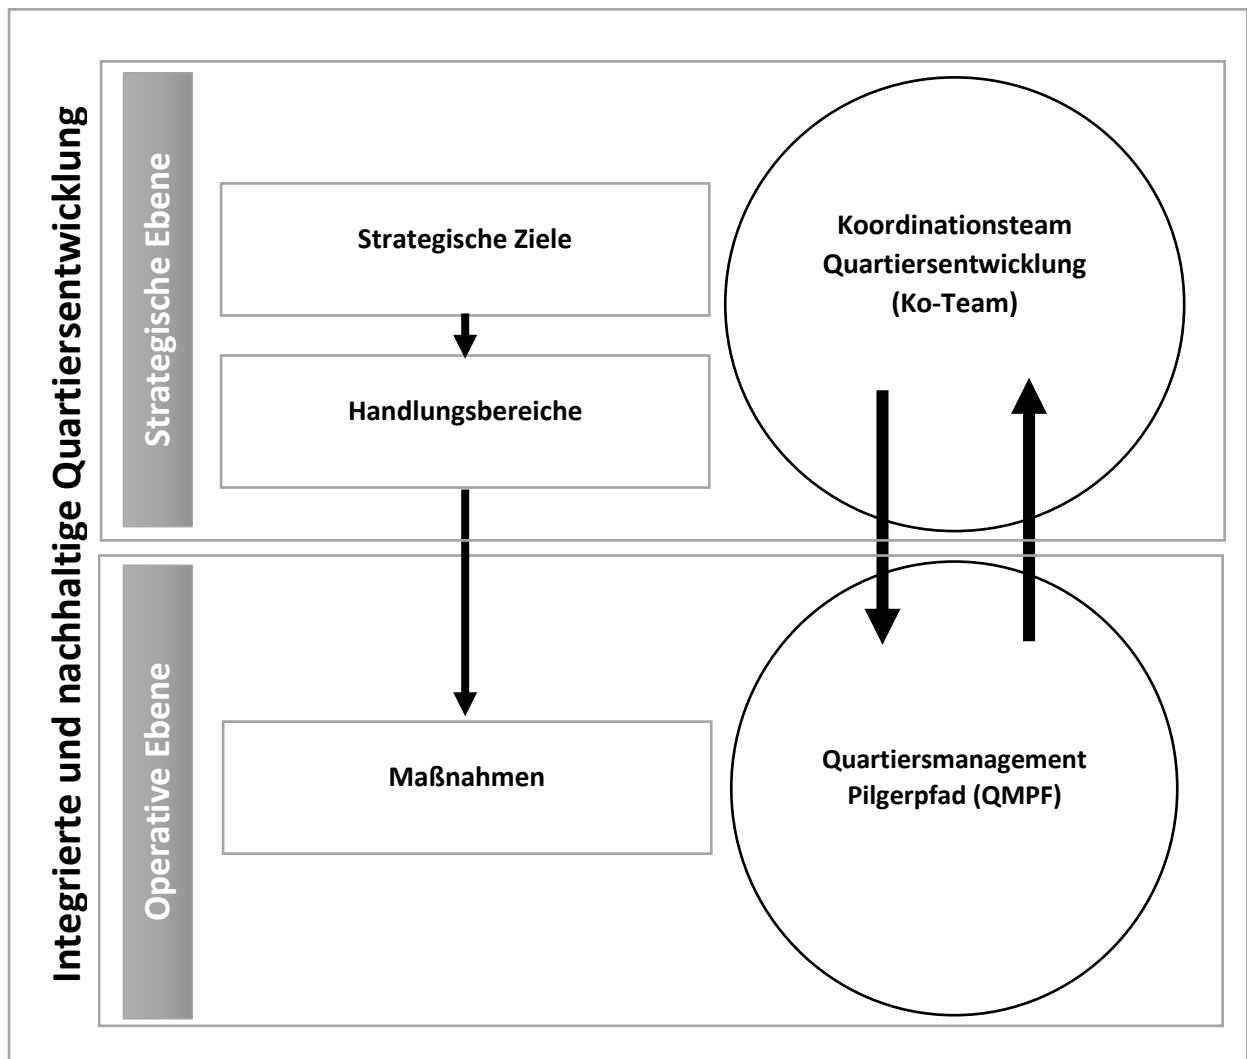 Integrierte und nachhaltige Quartiersentwicklung
Strategische Ebene
Strategische Ziele
Handlungsbereiche
Koordinationsteam
Quartiersentwicklung
(Ko-Team)
Operative Ebene
Maßnahmen
Quartiersmanagement
Pilgerpfad (QMPF)